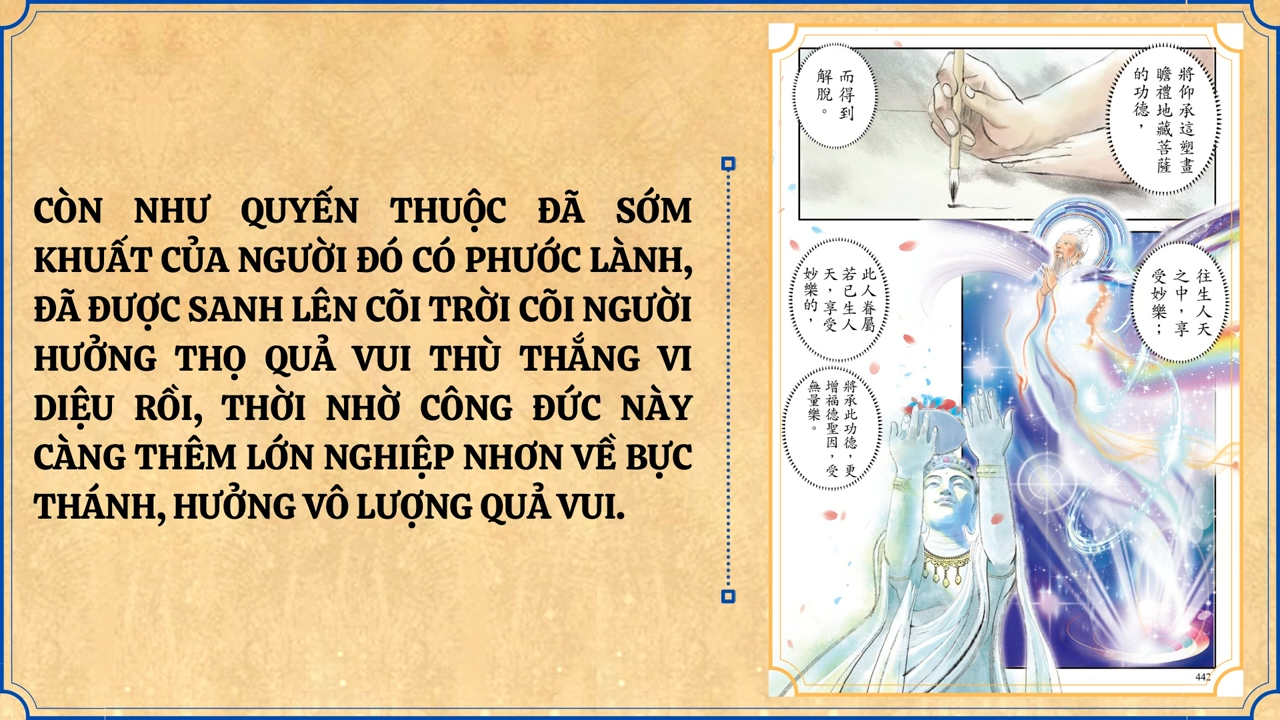 CÒN NHƯ QUYẾN THUỘC ĐÃ SỚM
KHUẤT CỦA NGƯỜI ĐÓ CÓ PHƯỚC LÀNH,
ĐÃ ĐƯỢC SANH LÊN CÕI TRỜI CÕI NGƯỜI
HƯỞNG THỌ QUẢ VUI THÙ THẮNG VI
DIỆU RỒI, THỜI NHỜ CÔNG ĐỨC NÀY
CÀNG THÊM LỚN NGHIỆP NHƠN VỀ BỰC
THÁNH, HƯỞNG VÔ LƯỢNG QUẢ VUI.
將仰承這塑畫
瞻禮地藏菩薩
的功德，
而得到
解脫。
往生人天
之中，享
受妙樂；
此人眷屬
若已生人
天，享受
妙樂的，
將承此功德，更
增福德聖因，受
無量樂。
442